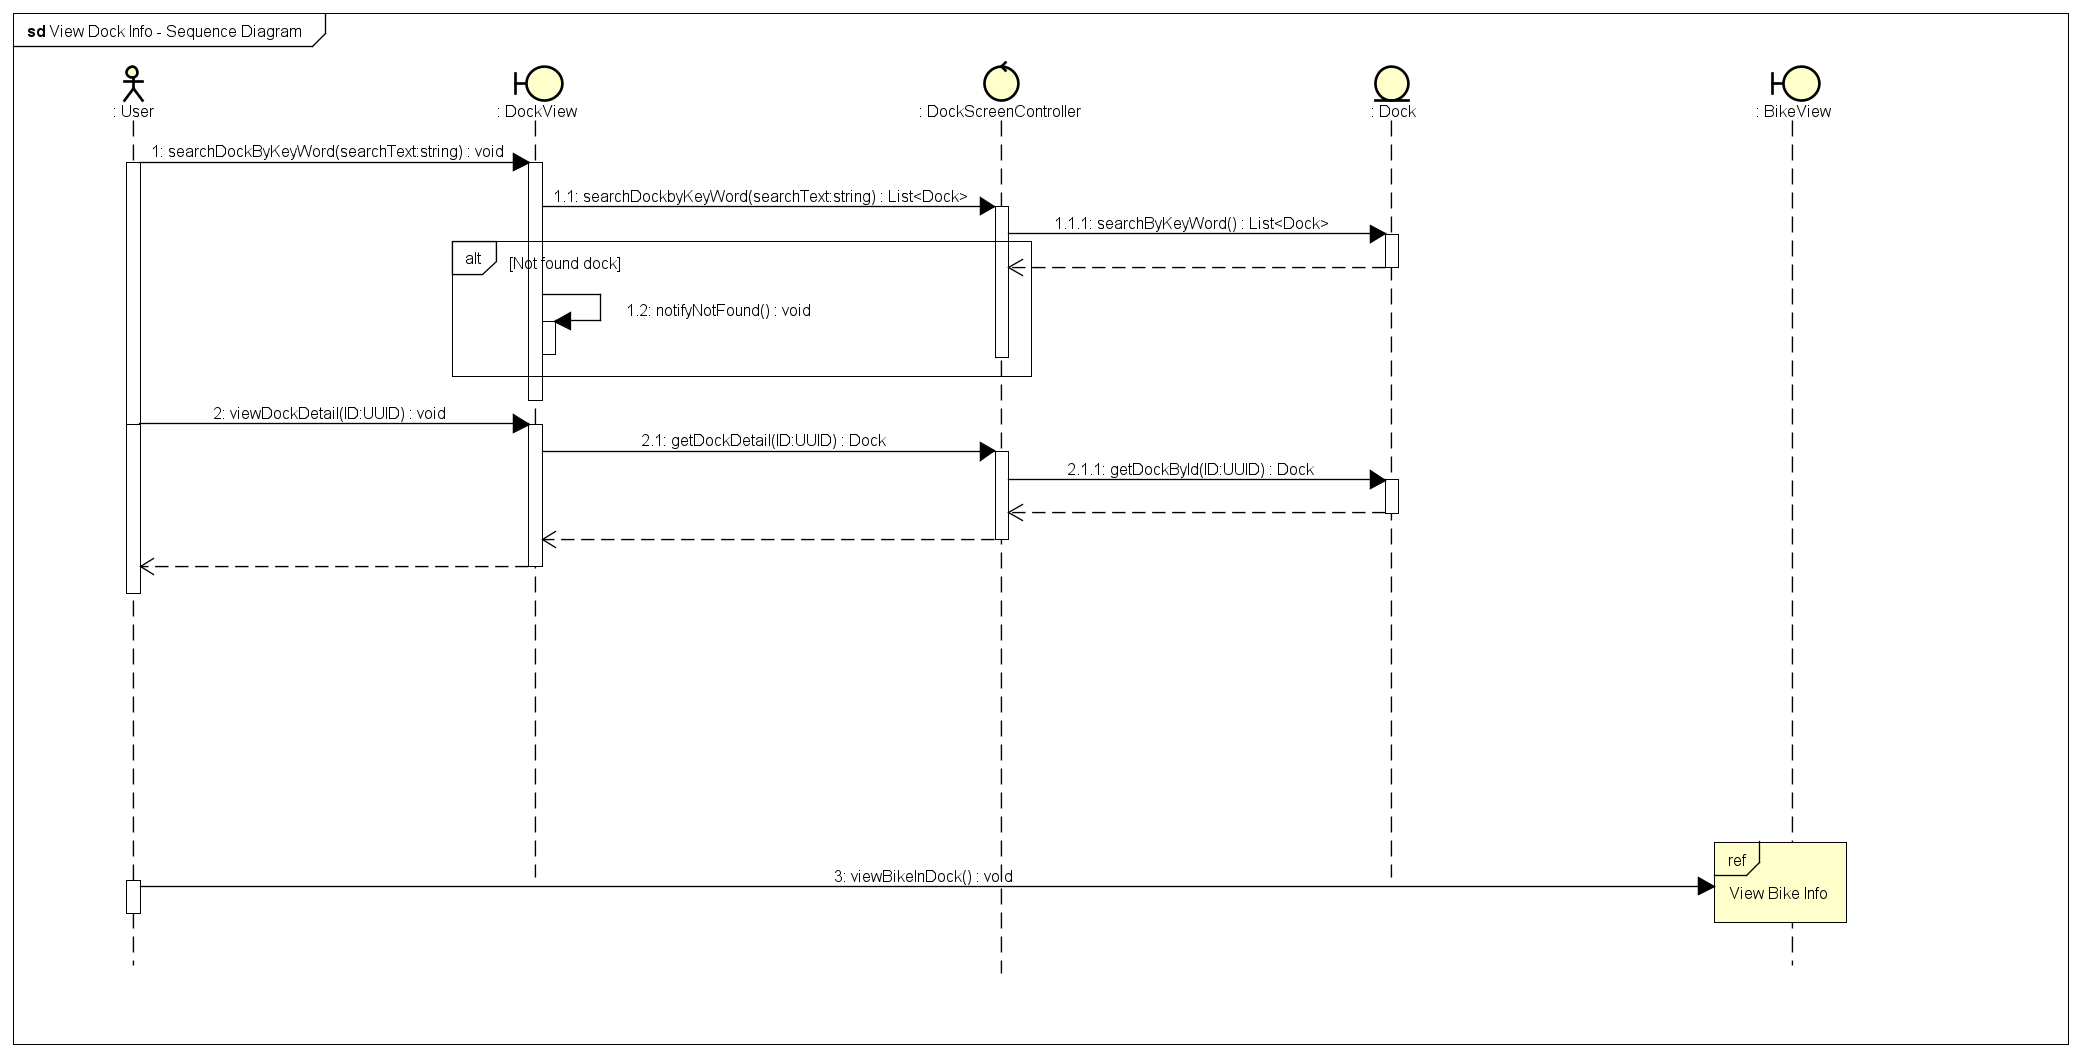 sd View Dock Info - Sequence Diagram
: User
: DockView
: DockScreenController
: Dock
: BikeView
1: searchDockByKeyWord(searchText:string) : void
1.1: searchDockbyKeyWord(searchText:string) : List<Dock>
1.1.1: searchByKeyWord() : List<Dock>
alt
[Not found dock]
1.2: notifyNotFound() : void
2: viewDockDetail(ID:UUID) : void
2.1: getDockDetail(ID:UUID) : Dock
2.1.1: getDockById(ID:UUID) : Dock
ref
3: viewBikeInDock() : void
View Bike Info